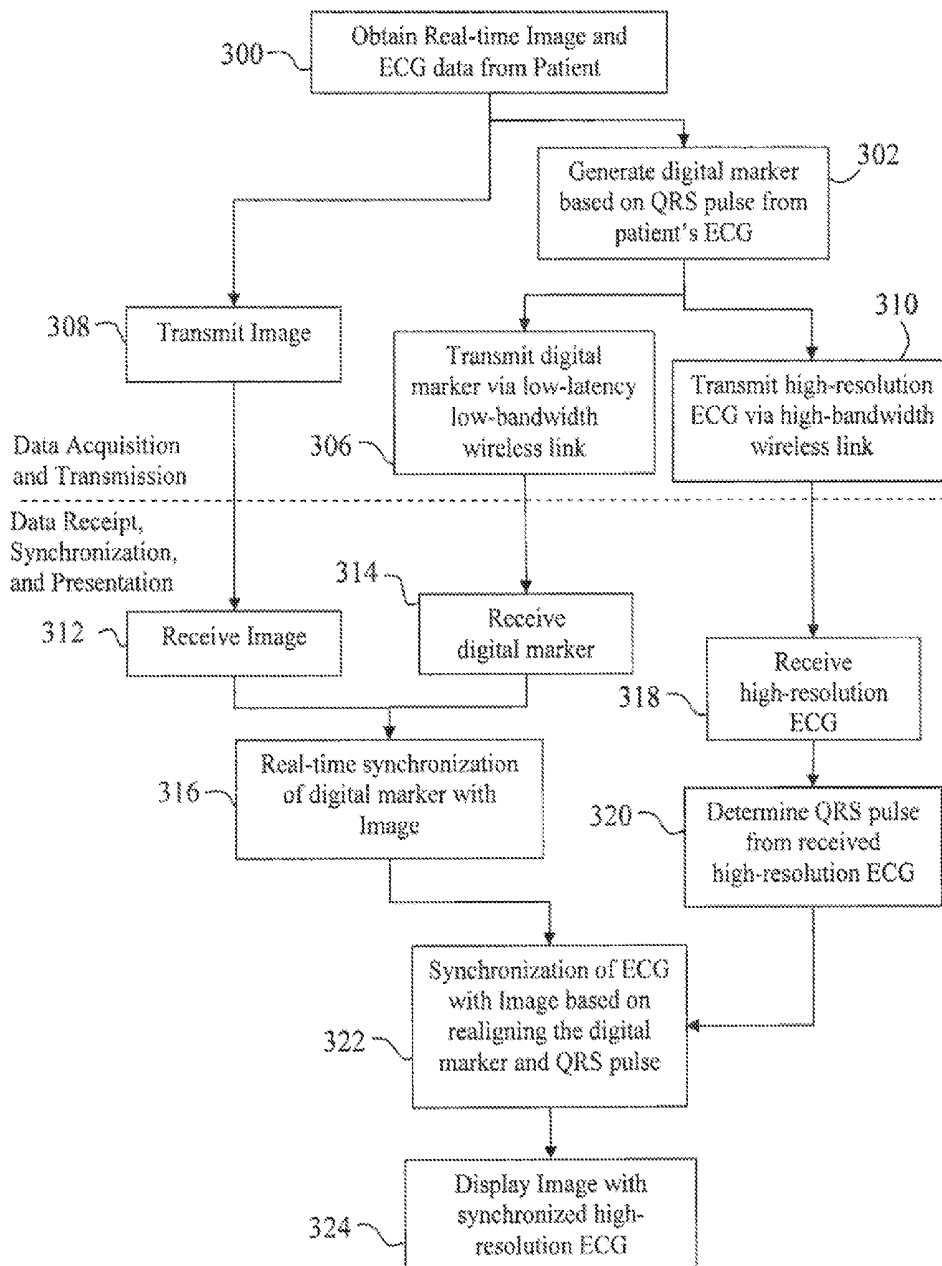 300
Obtain Real-time Image and
ECG data from Patient
302
Generate digital marker
based on QRS pulse from
patient's ECG
308
Transmit Image
306
Transmit digital
marker via low-latency
low-bandwidth
wireless link
310
Transmit high-resolution
ECG via high-bandwidth
wireless link
Data Acquisition
and Transmission
Data Receipt,
Synchronization,
and Presentation
312
Receive Image
314
Receive
digital marker
318
Receive
high-resolution
ECG
316
Real-time synchronization
of digital marker with
Image
320
Determine QRS pulse
from received
high-resolution ECG
322
Synchronization of ECG
with Image based on
realigning the digital
marker and QRS pulse
324
Display Image with
synchronized high-
resolution ECG